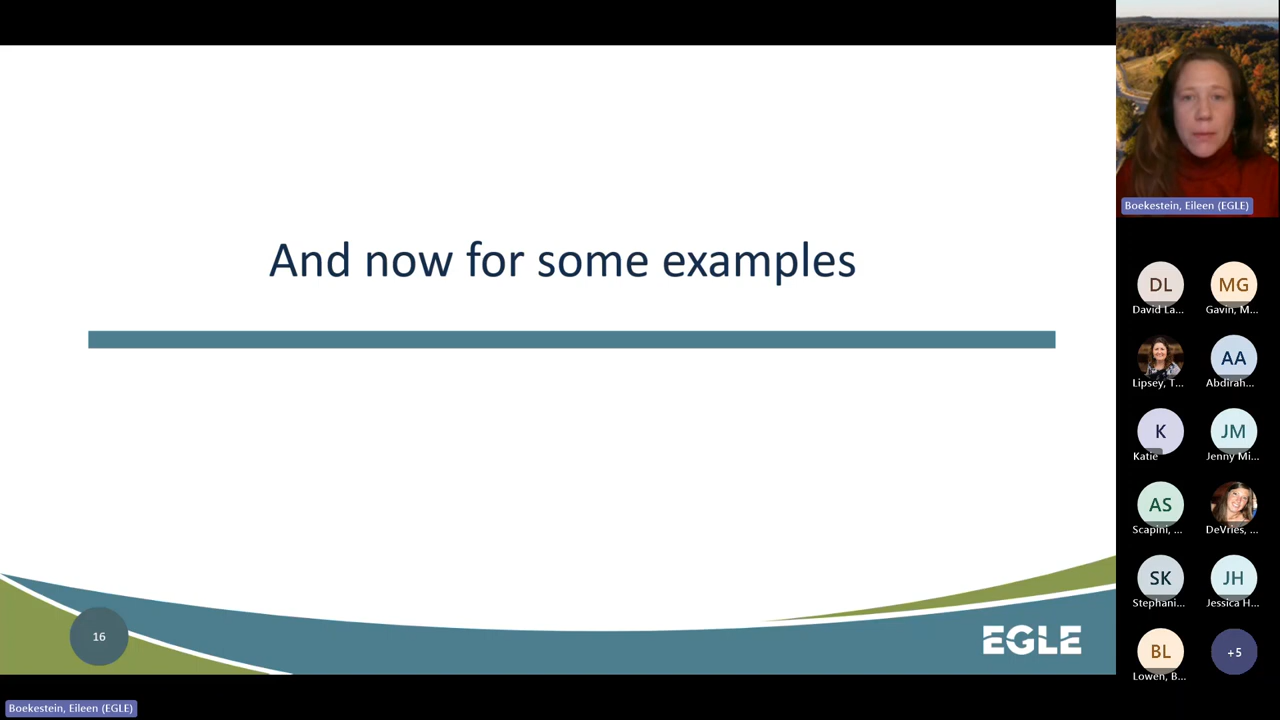 And now for some examples
16
EGLE
Boekestein, Eileen (EGLE)
DL
MG
David La...
Gavin, M...
AA
Lipsey, T...
Abdirah...
K
JM
Katie
Jenny Mi...
AS
Scapini, ...
DeVries, ...
SK
JH
Stephani...
Jessica H...
BL
+5
Lowen, B...
Boekestein, Eileen (EGLE)